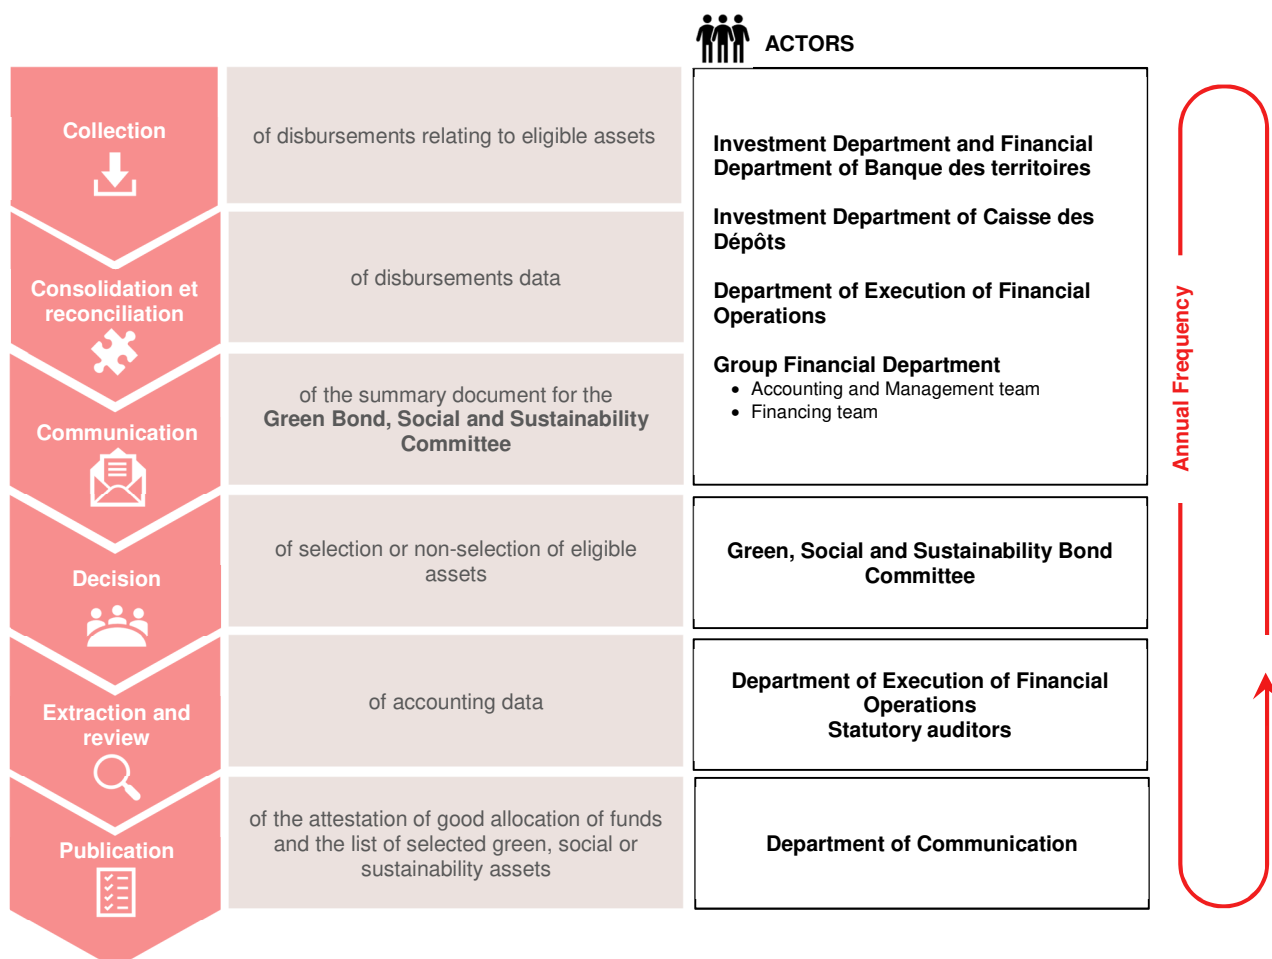 ACTORS
Collection
of disbursements relating to eligible assets
Investment Department and Financial
Department of Banque des territoires
Investment Department of Caisse des
Dépôts
Department of Execution of Financial
Operations
Group Financial Department
• Accounting and Management team
• Financing team
Consolidation et
reconciliation
of disbursements data
Communication
of the summary document for the
Green Bond, Social and Sustainability
Committee
Decision
of selection or non-selection of eligible
assets
Green, Social and Sustainability Bond
Committee
Extraction and
review
of accounting data
Department of Execution of Financial
Operations
Statutory auditors
Publication
of the attestation of good allocation of funds
and the list of selected green, social or
sustainability assets
Department of Communication
Annual Frequency